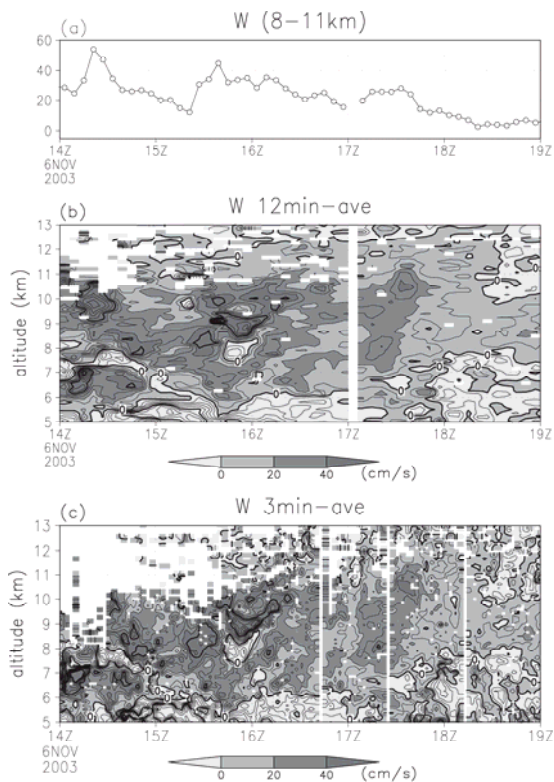 W (8-11km)
(a)
60
40
20
0
14Z 15Z 16Z 17Z 18Z 19Z
6NOV
2003
W 12min-ave
(b)
13
12
11
10
9
8
7
6
5
altitude (km)
14Z 15Z 16Z 17Z 18Z 19Z
6NOV
2003
0 20 40 (cm/s)
W 3min-ave
(c)
13
12
11
10
9
8
7
6
5
altitude (km)
14Z 15Z 16Z 17Z 18Z 19Z
6NOV
2003
0 20 40 (cm/s)